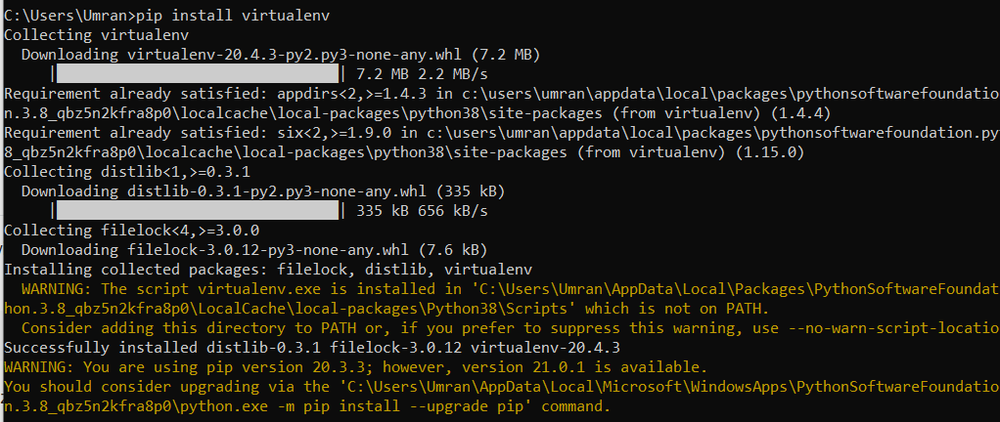 C:\Users\Umran>pip install virtualenv
Collecting virtualenv
  Downloading virtualenv-20.4.3-py2.py3-none-any.whl (7.2 MB)
     |████████████████████████████████| 7.2 MB 2.2 MB/s
Requirement already satisfied: appdirs<2,>=1.4.3 in c:\users\umran\appdata\local\packages\pythonsoftwarefoundatio
n.3.8_qbz5n2kfra8p0\localcache\local-packages\python38\site-packages (from virtualenv) (1.4.4)
Requirement already satisfied: six<2,>=1.9.0 in c:\users\umran\appdata\local\packages\pythonsoftwarefoundation.py
8_qbz5n2kfra8p0\localcache\local-packages\python38\site-packages (from virtualenv) (1.15.0)
Collecting distlib<1,>=0.3.1
  Downloading distlib-0.3.1-py2.py3-none-any.whl (335 kB)
     |████████████████████████████████| 335 kB 656 kB/s
Collecting filelock<4,>=3.0.0
  Downloading filelock-3.0.12-py3-none-any.whl (7.6 kB)
Installing collected packages: filelock, distlib, virtualenv
  WARNING: The script virtualenv.exe is installed in 'C:\Users\Umran\AppData\Local\Packages\PythonSoftwareFoundat
hon.3.8_qbz5n2kfra8p0\LocalCache\local-packages\Python38\Scripts' which is not on PATH.
  Consider adding this directory to PATH or, if you prefer to suppress this warning, use --no-warn-script-locatio
Successfully installed distlib-0.3.1 filelock-3.0.12 virtualenv-20.4.3
WARNING: You are using pip version 20.3.3; however, version 21.0.1 is available.
You should consider upgrading via the 'C:\Users\Umran\AppData\Local\Microsoft\WindowsApps\PythonSoftwareFoundatio
n.3.8_qbz5n2kfra8p0\python.exe -m pip install --upgrade pip' command.